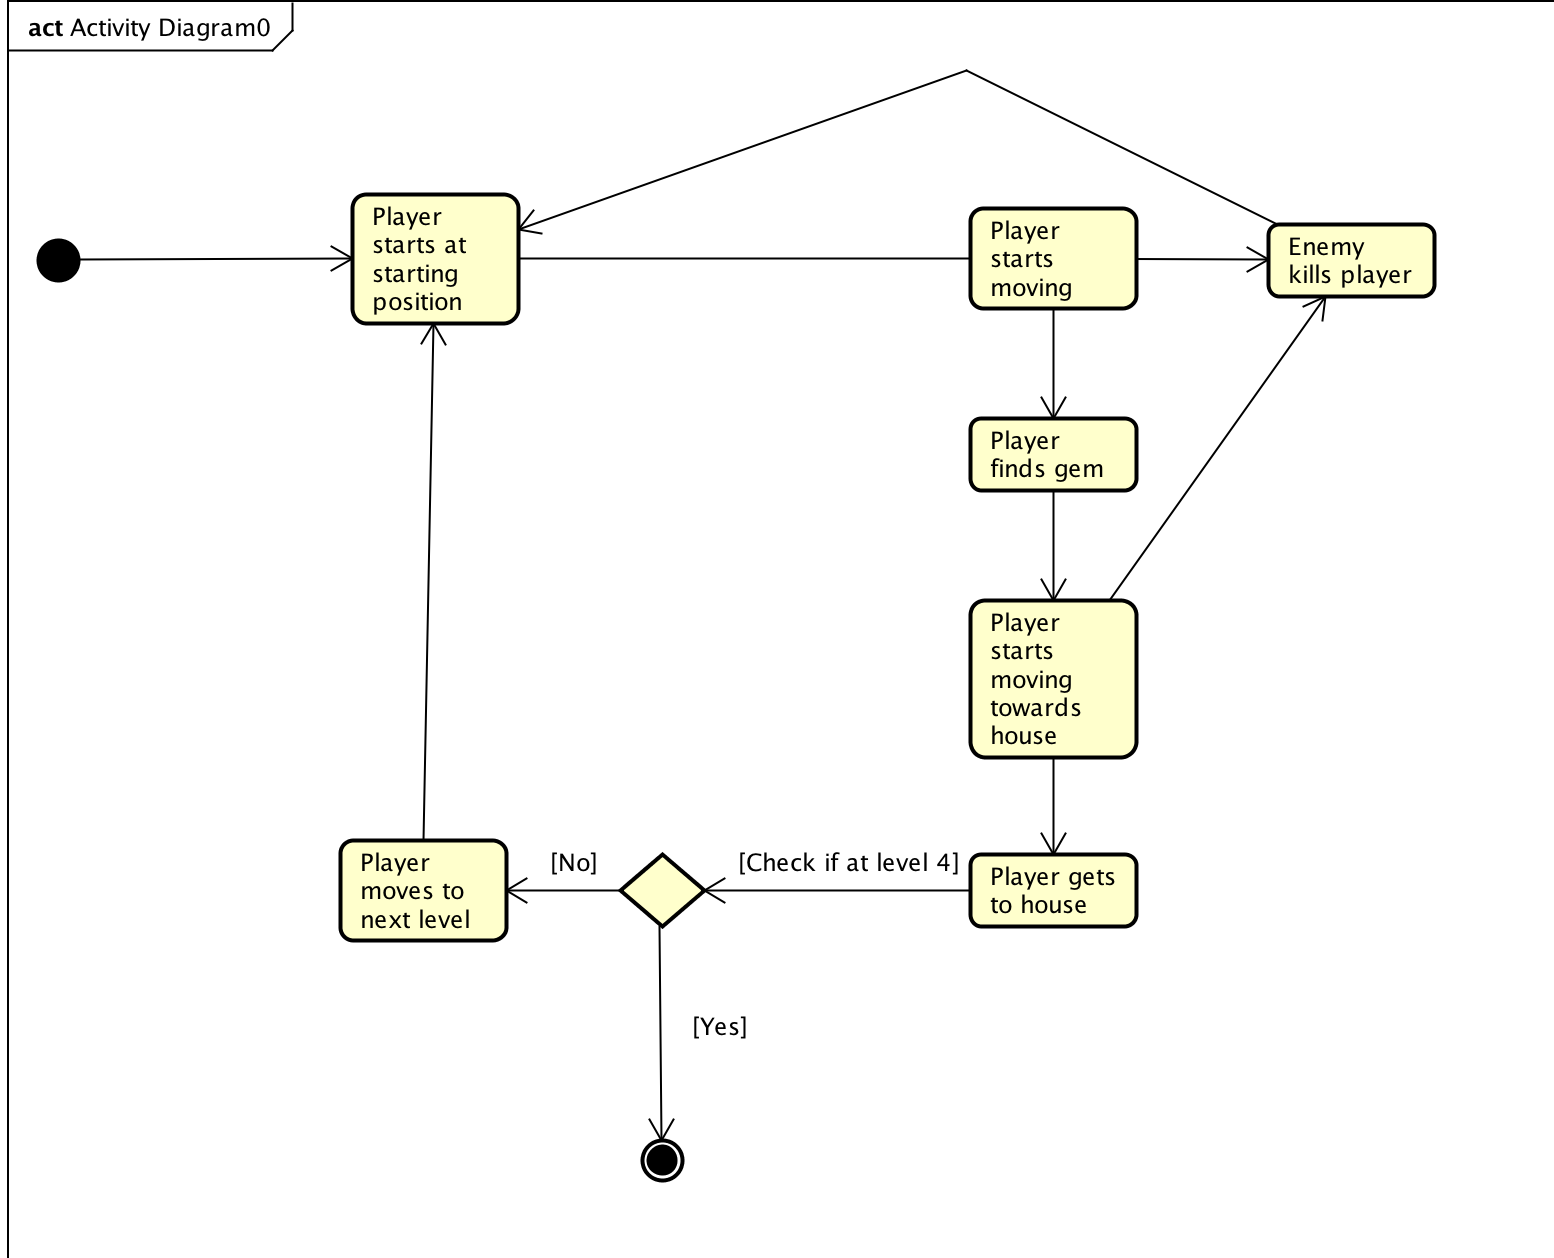 act Activity Diagram0
Player
starts at
starting
position
Player
starts
moving
Enemy
kills player
Player
finds gem
Player
starts
moving
towards
house
Player
moves to
next level
[No]
[Check if at level 4]
Player gets
to house
[Yes]